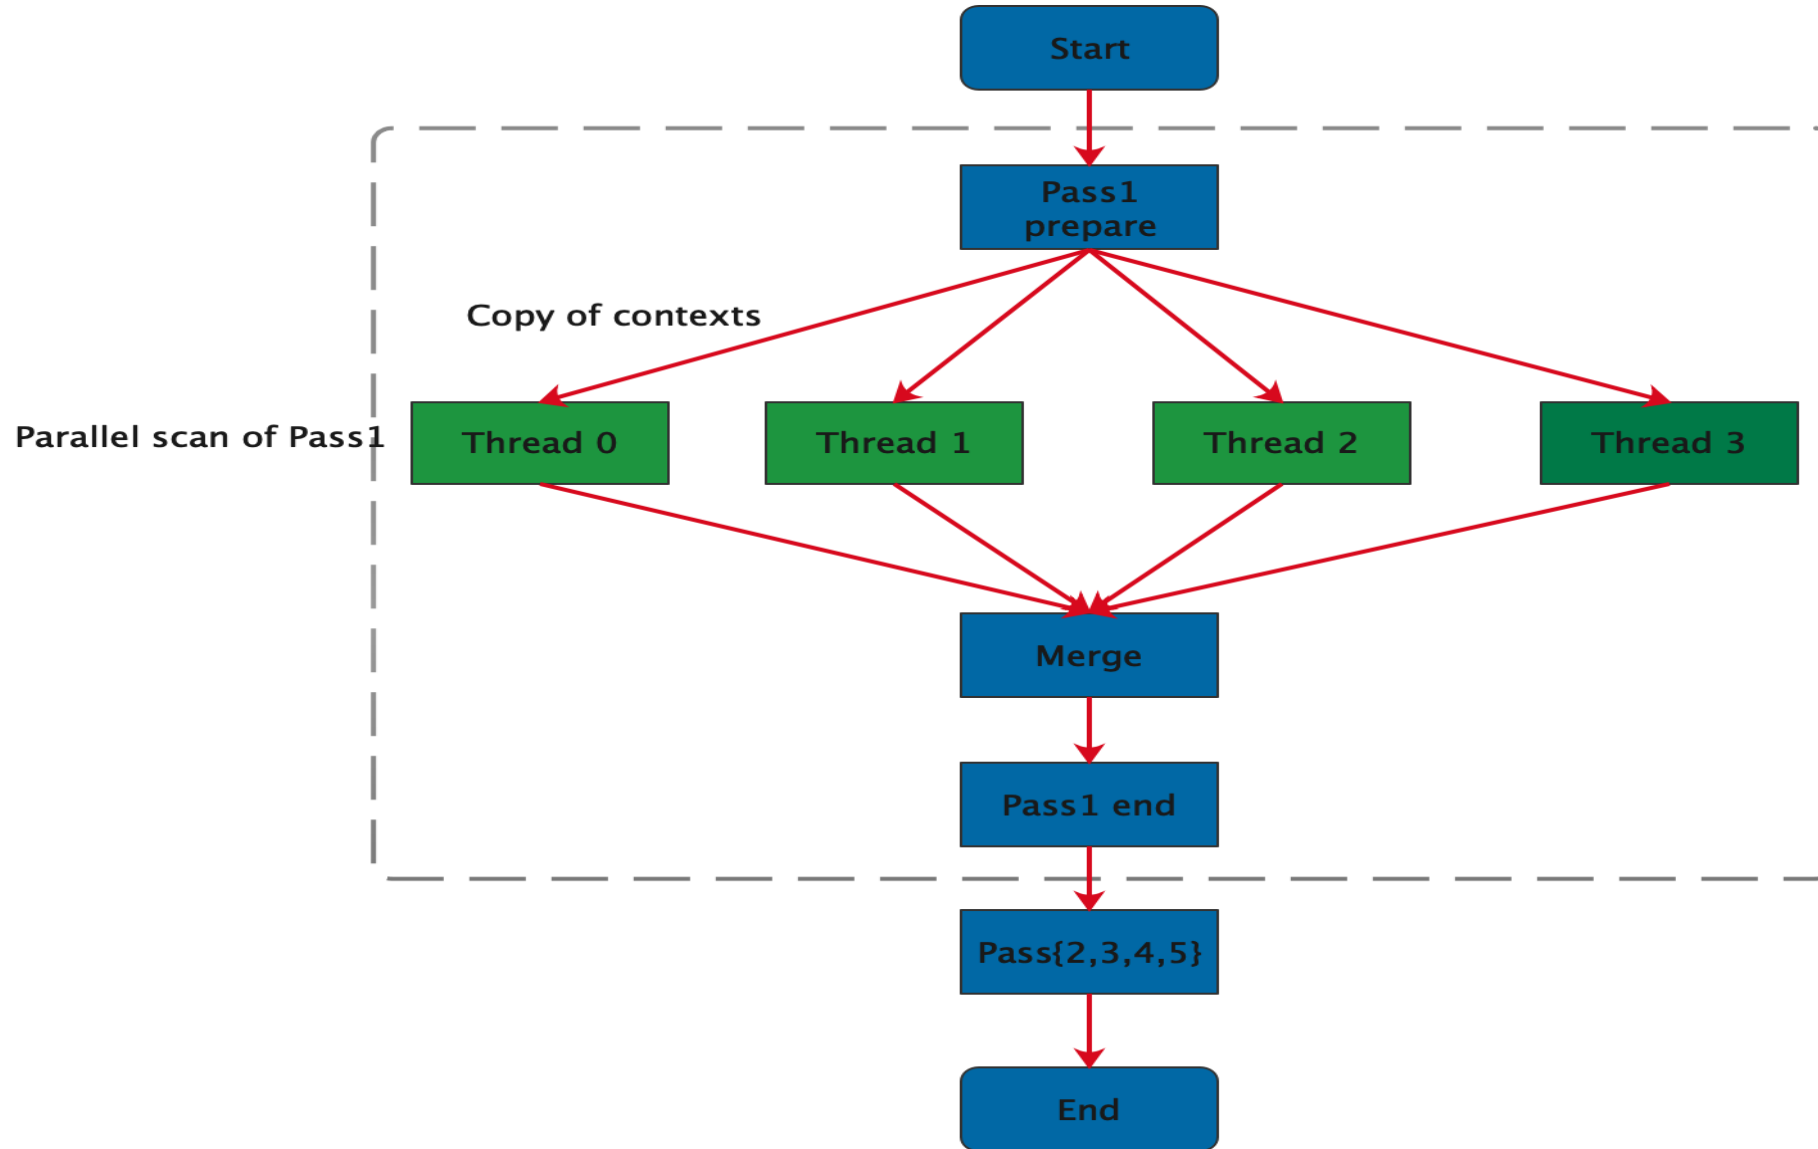 Start
Pass1
prepare
Copy of contexts
Parallel scan of Pass1
Thread 0
Thread 1
Thread 2
Thread 3
Merge
Pass1 end
Pass{2,3,4,5}
End